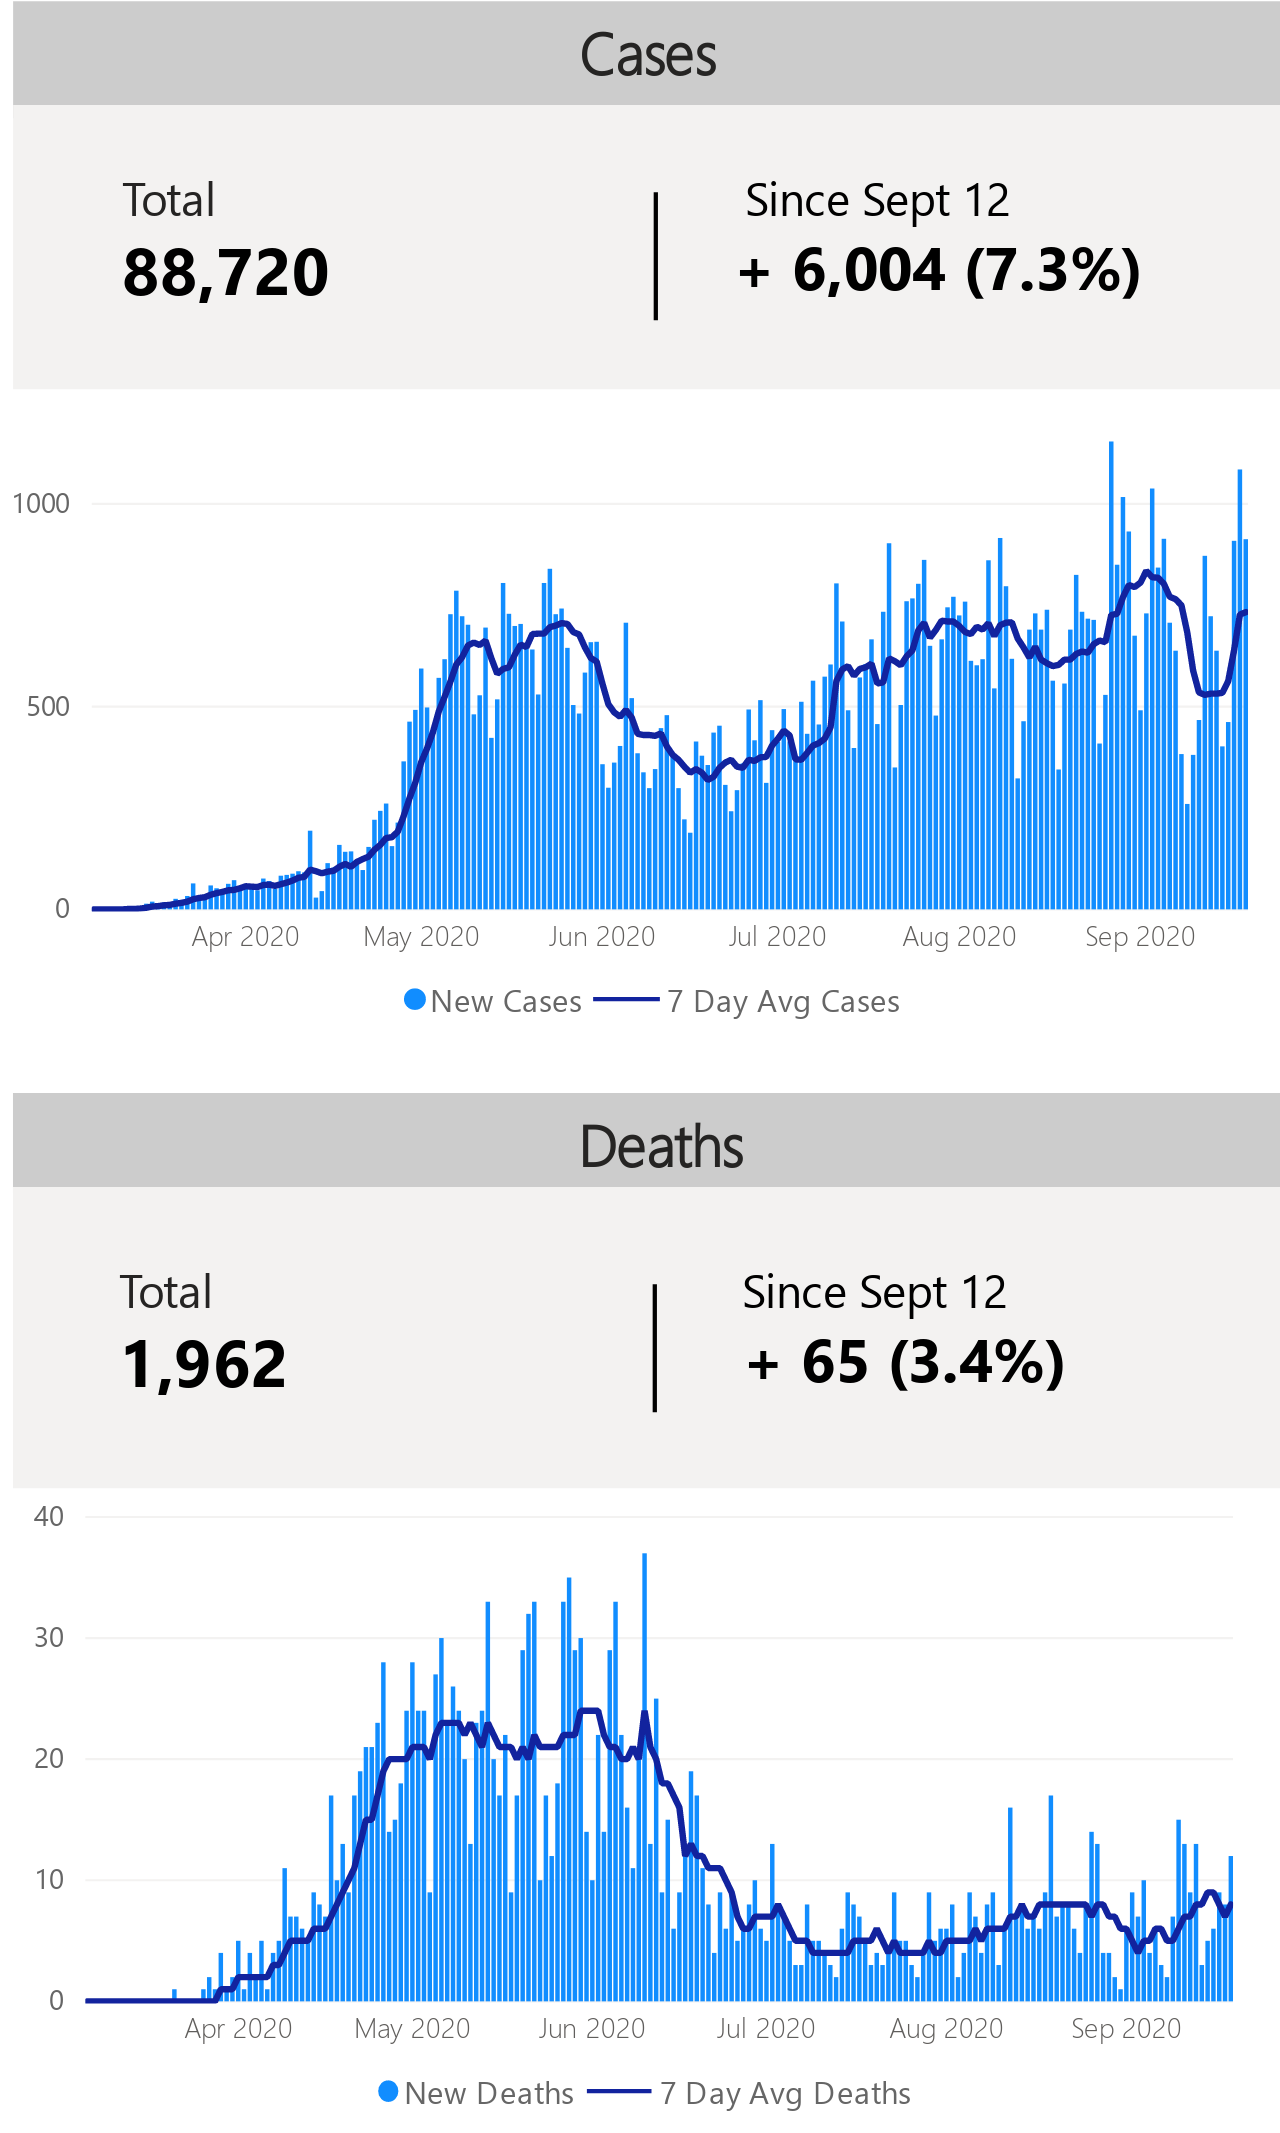 Cases
Total
Since Sept 12
88,720
+ 6,004 (7.3%)
1000
500
0
Apr 2020 May 2020 Jun 2020 Jul 2020 Aug 2020 Sep 2020
New Cases 7 Day Avg Cases
Deaths
Total
Since Sept 12
1,962
+ 65 (3.4%)
40
30
20
10
0
Apr 2020 May 2020 Jun 2020 Jul 2020 Aug 2020 Sep 2020
New Deaths 7 Day Avg Deaths